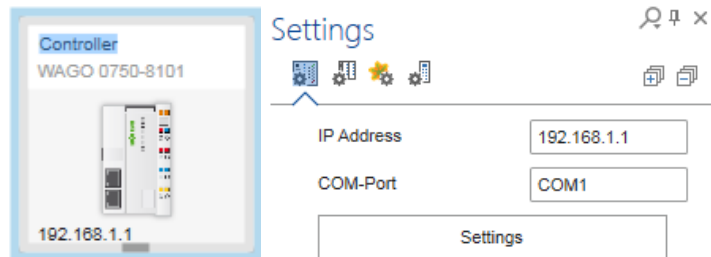 Controller
WAGO 0750-8101
192.168.1.1
Settings
IP Address
192.168.1.1
COM-Port
COM1
Settings